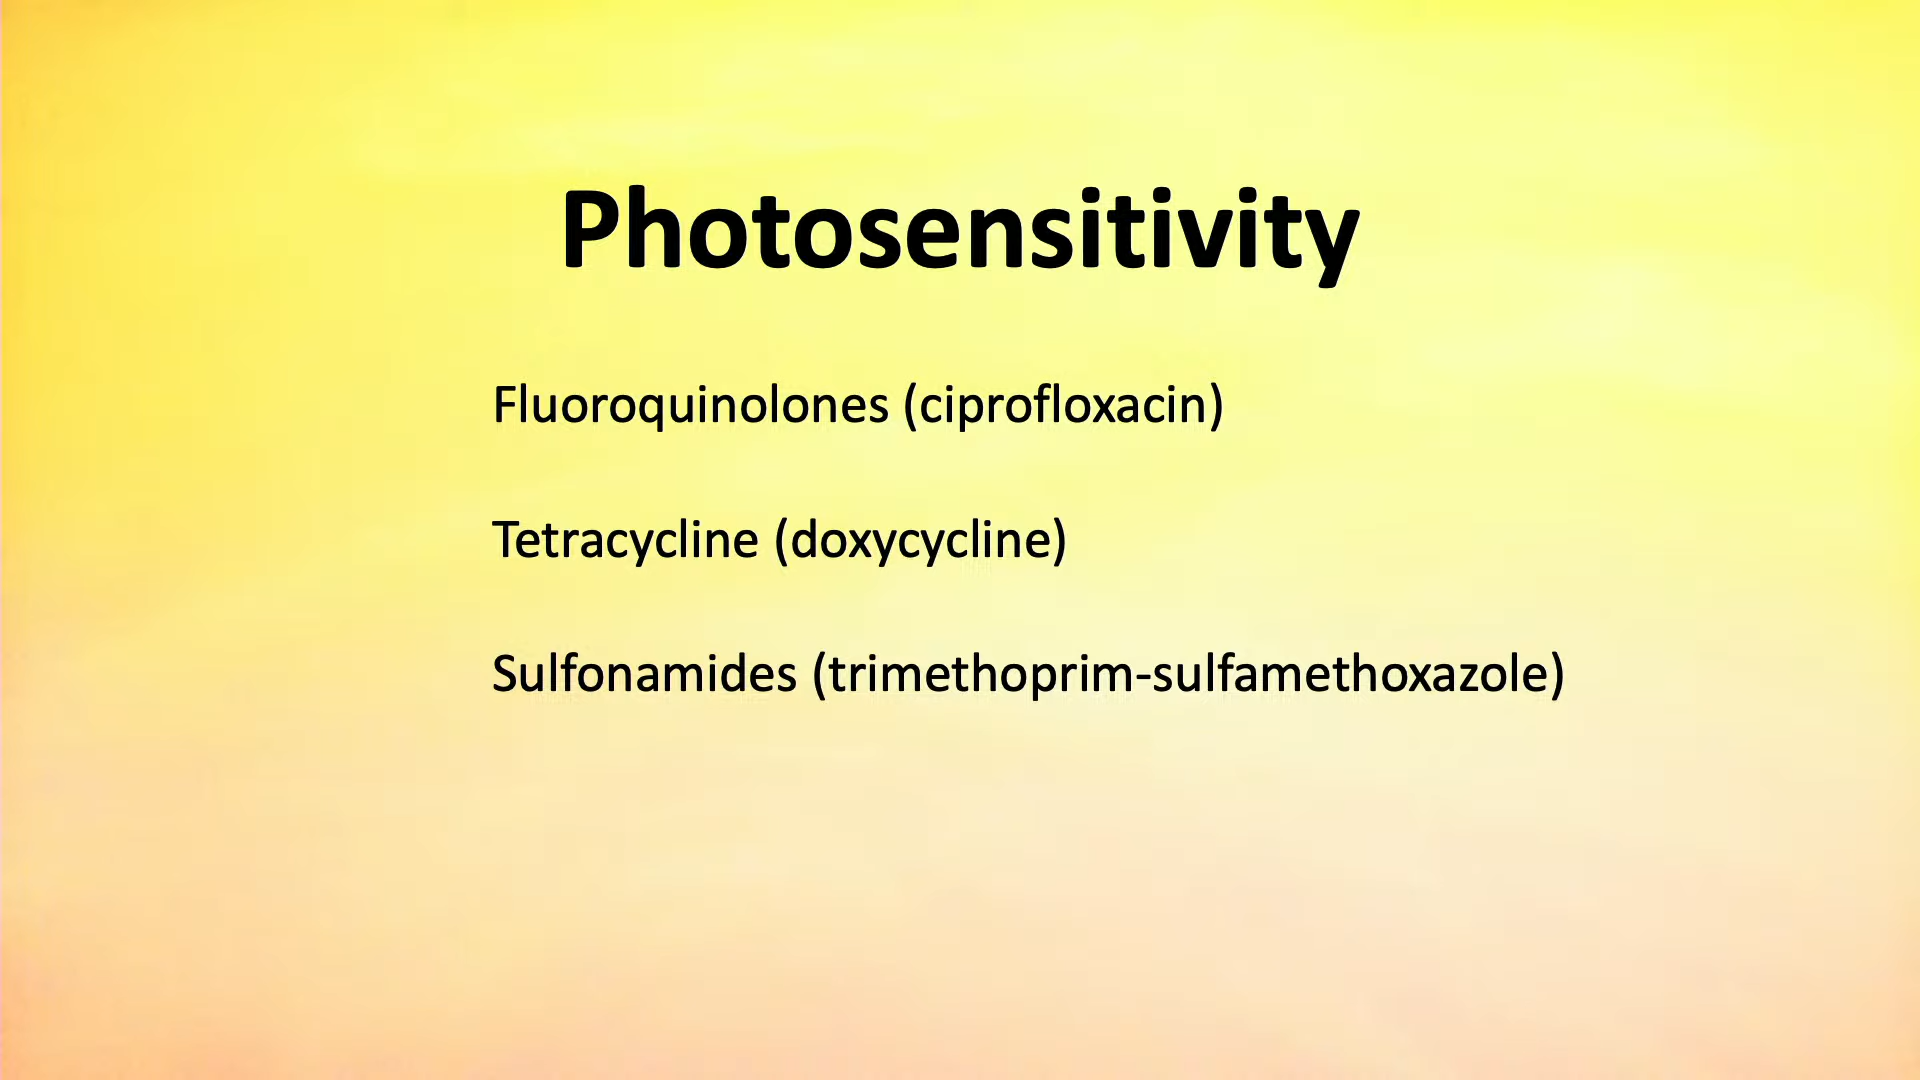 Photosensitivity
Fluoroquinolones (ciprofloxacin)
Tetracycline (doxycycline)
Sulfonamides (trimethoprim-sulfamethoxazole)